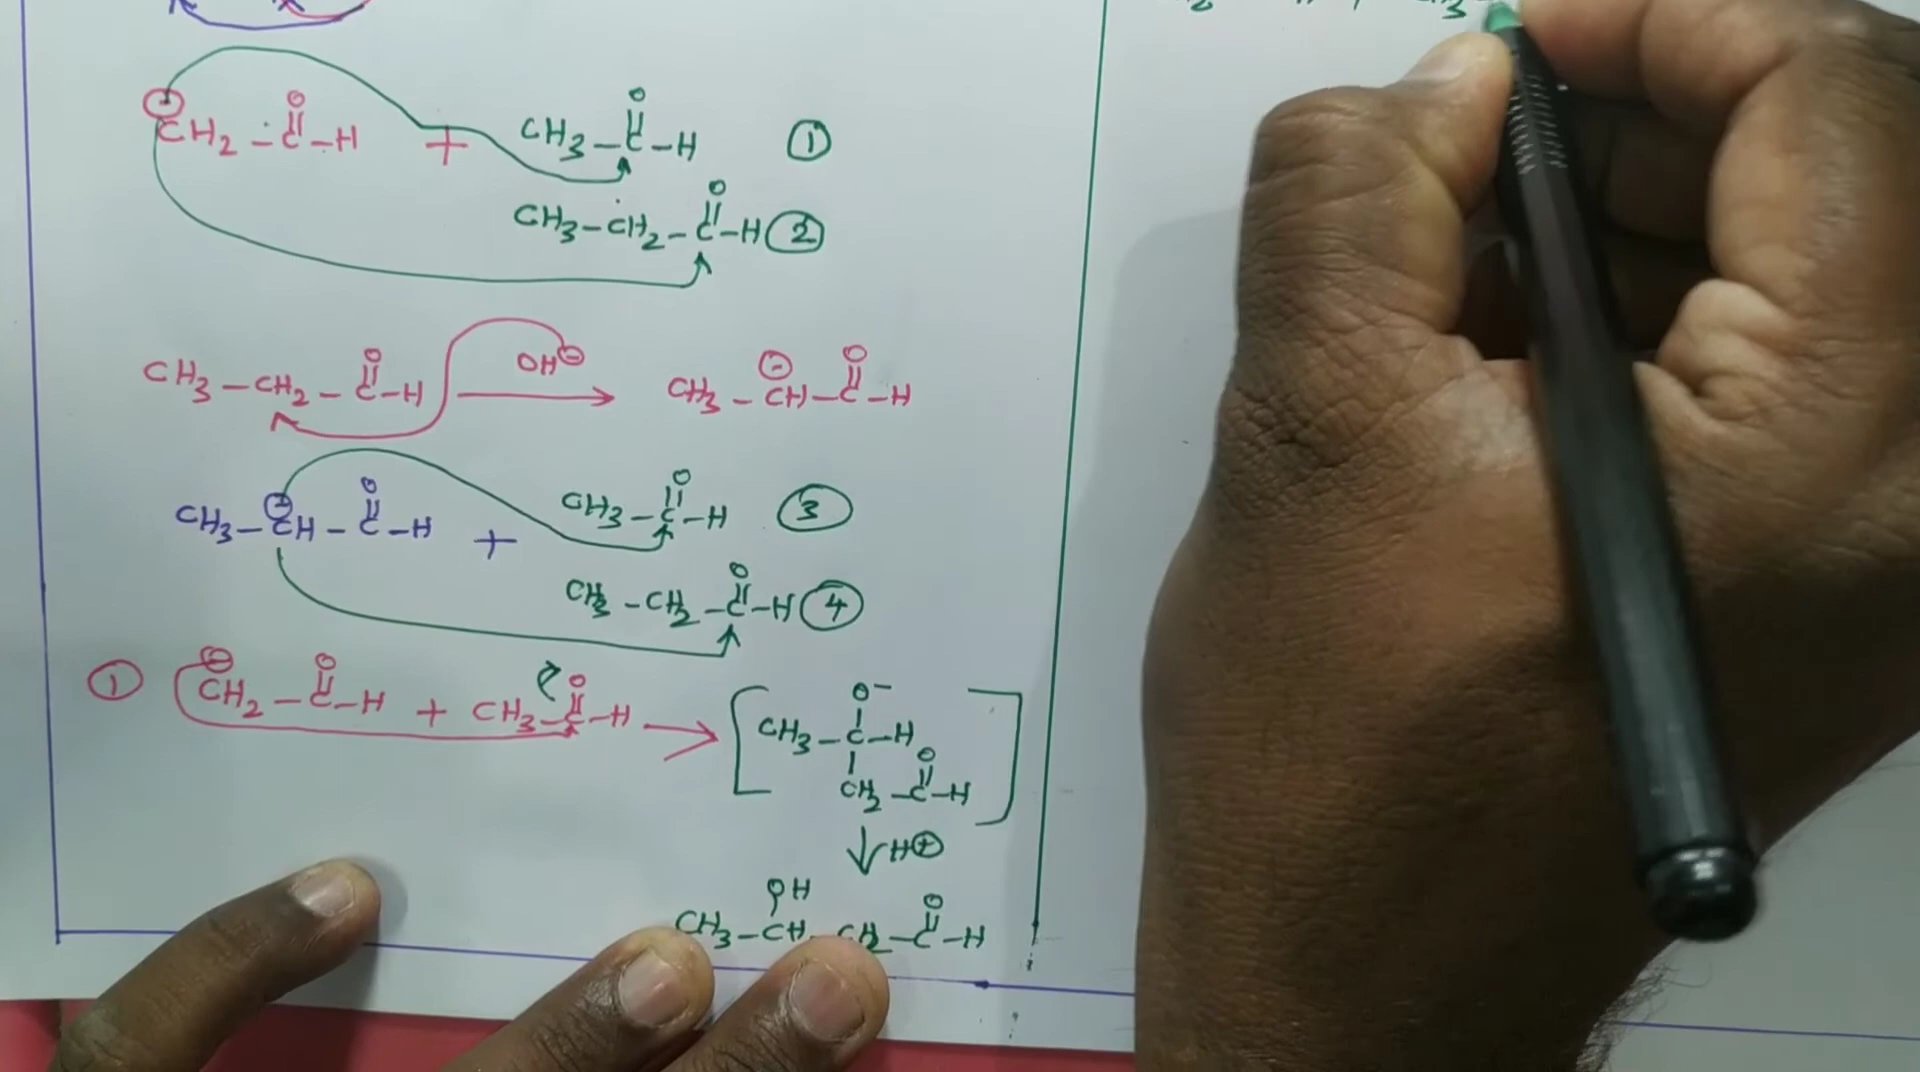 ⊖CH2 – C(=O) – H + CH3 – C(=O) – H ①
CH3 – CH2 – C(=O) – H ②
CH3 – CH2 – C(=O) – H OH⊖ → CH3 – ⊖CH – C(=O) – H
CH3 – ⊖CH – C(=O) – H + CH3 – C(=O) – H ③
CH3 – CH2 – C(=O) – H ④
① ⊖CH2 – C(=O) – H + CH3 – C(=O) – H → [CH3 – C(O⁻)(H) – CH2 – C(=O) – H]
↓ H⊕
CH3 – CH(OH) – CH2 – C(=O) – H